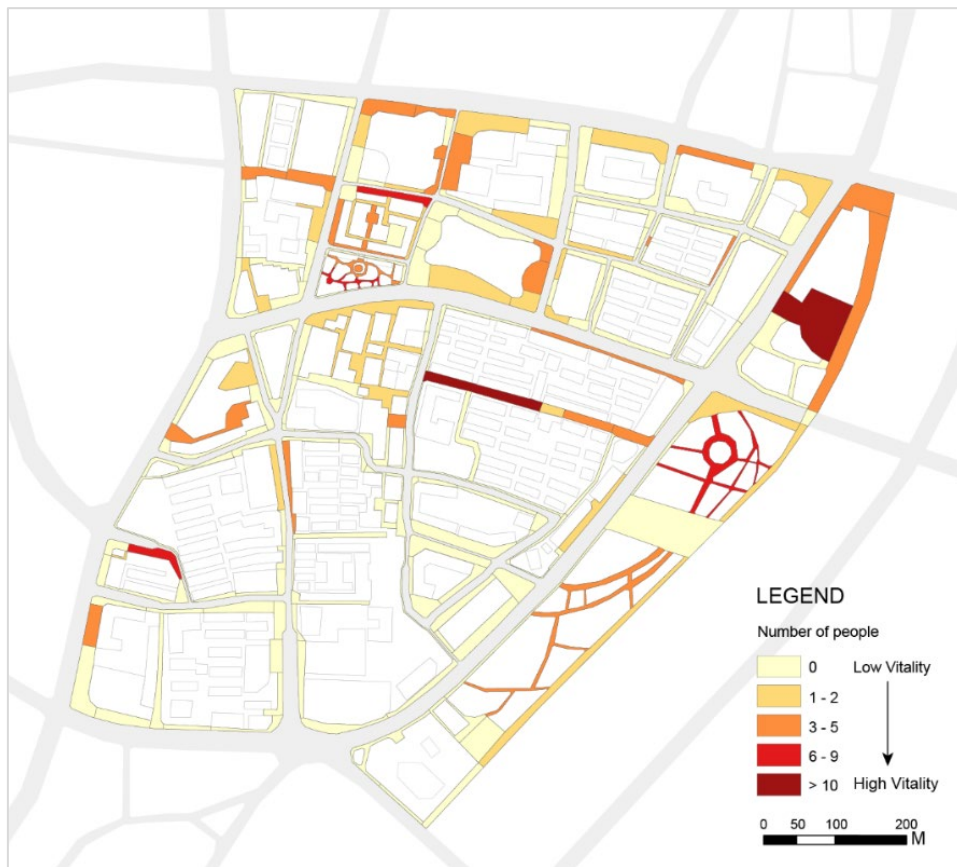 LEGEND
Number of people
0 Low Vitality
1 - 2
3 - 5
6 - 9
> 10 High Vitality
0 50 100 200
M